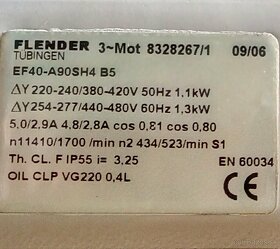 FLENDER 3~Mot 8328267/1 09/06
TÜBINGEN
EF40-A90SH4 B5
ΔY 220-240/380-420V 50Hz 1,1kW
ΔY 254-277/440-480V 60Hz 1,3kW
5,0/2,9A 4,8/2,8A cos 0,81 cos 0,80
n11410/1700 /min n2 434/523/min S1
Th. CL. F IP55 i= 3,25 EN 60034
OIL CLP VG220 0,4L CE